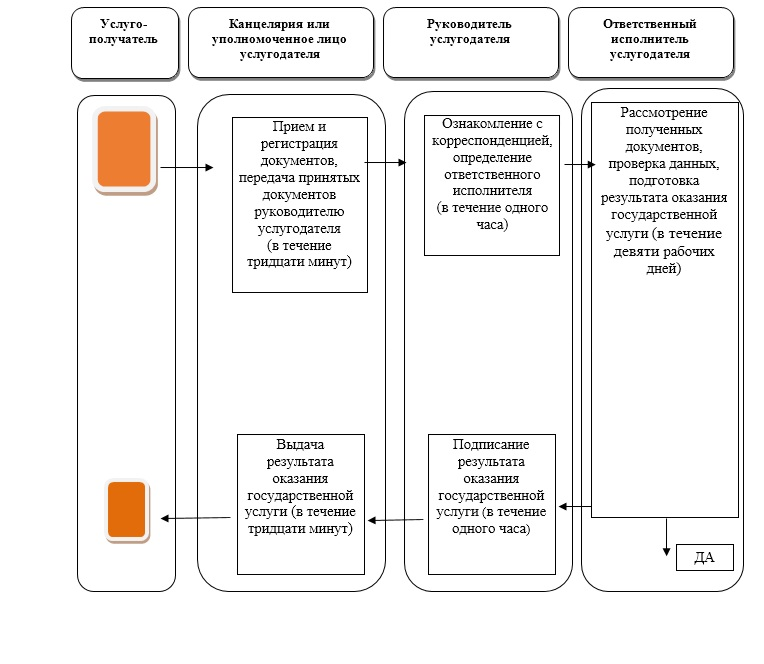 Услуго-
получатель
Канцелярия или
уполномоченное лицо
услугодателя
Руководитель
услугодателя
Ответственный
исполнитель
услугодателя
Прием и
регистрация
документов,
передача принятых
документов
руководителю
услугодателя
(в течение
тридцати минут)
Ознакомление с
корреспонденцией,
определение
ответственного
исполнителя
(в течение одного
часа)
Рассмотрение
полученных
документов,
проверка данных,
подготовка
результата оказания
государственной
услуги (в течение
девяти рабочих
дней)
Выдача
результата
оказания
государственной
услуги (в течение
тридцати минут)
Подписание
результата
оказания
государственной
услуги (в течение
одного часа)
ДА